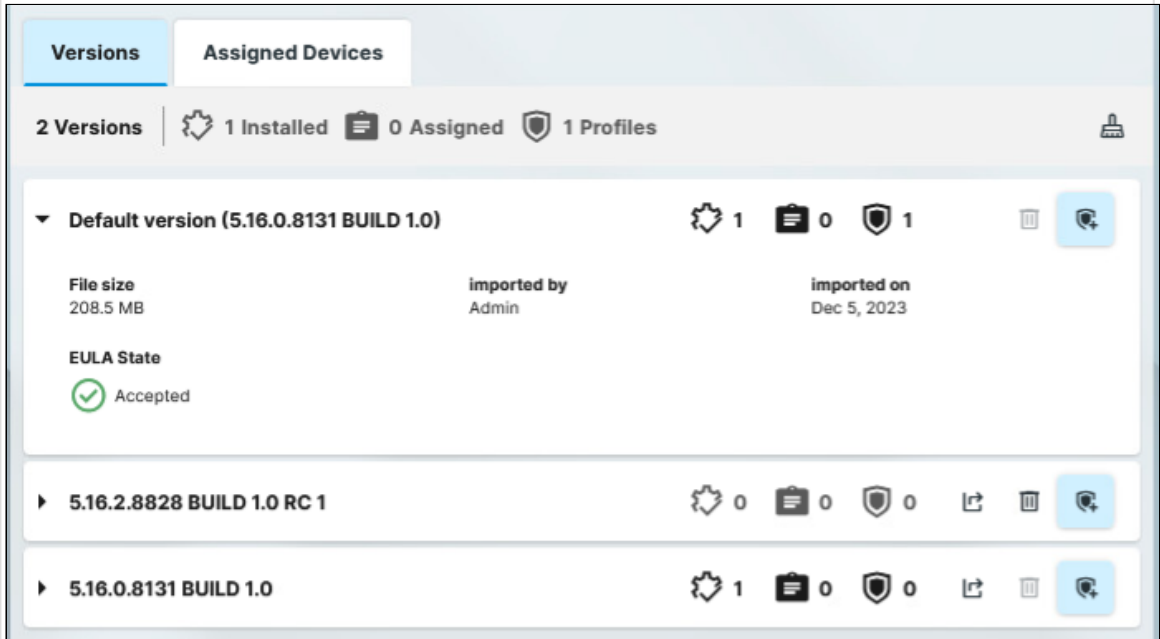 Versions Assigned Devices
2 Versions 1 Installed 0 Assigned 1 Profiles
Default version (5.16.0.8131 BUILD 1.0) 1 0 1
File size imported by imported on
208.5 MB Admin Dec 5, 2023
EULA State
Accepted
5.16.2.8828 BUILD 1.0 RC 1 0 0 0
5.16.0.8131 BUILD 1.0 1 0 0